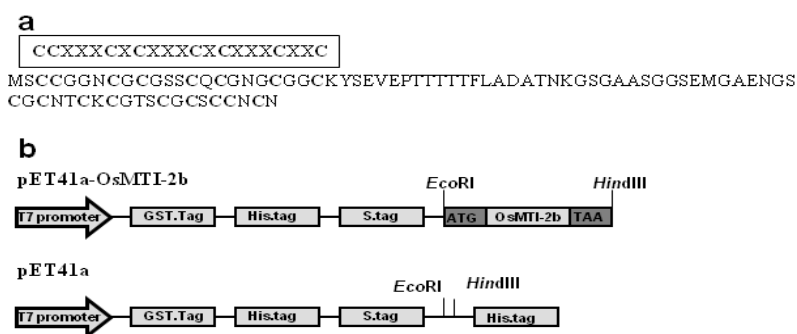 a
CCXXXCXCXXXCXCXXXCXXC
MSCCGGNCGCGSSCQCGNGCGGCKYSEVEPTTTTTFLADATNKGSGAASGGSEMGAENGS
CGCNTCKCGTSCGCSCCNCN
b
pET41a-OsMTI-2b
EcoRI HindIII
T7 promoter GST.Tag His.tag S.tag ATG OsMTI-2b TAA
pET41a
EcoRI HindIII
T7 promoter GST.Tag His.tag S.tag His.tag